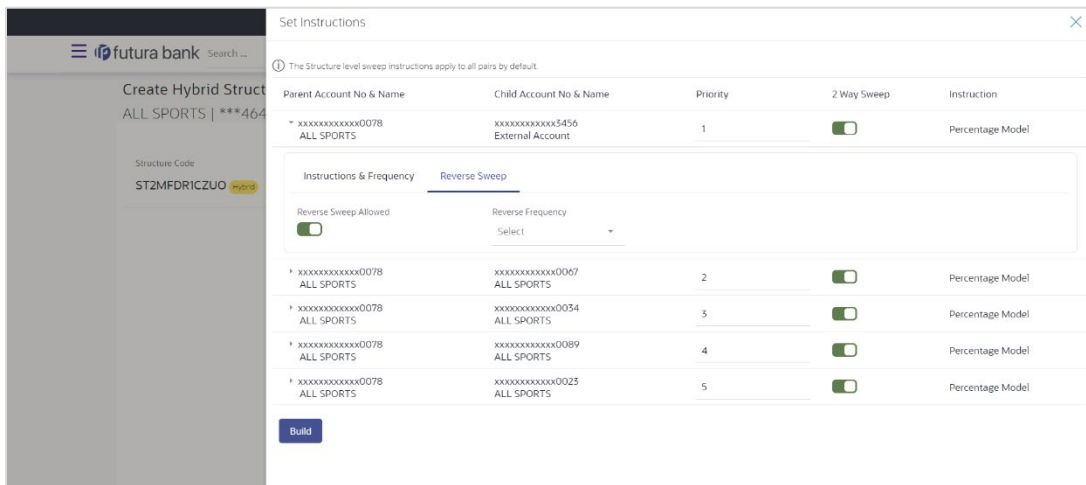 Set Instructions
futura bank Search ...
The Structure level sweep instructions apply to all pairs by default.
Create Hybrid Struct
ALL SPORTS | ***464
Structure Code
ST2MFDR1CZUO Hybrid
Parent Account No & Name Child Account No & Name Priority 2 Way Sweep Instruction
xxxxxxxxxxxx0078 xxxxxxxxxxxx3456 1 Percentage Model
ALL SPORTS External Account
Instructions & Frequency Reverse Sweep
Reverse Sweep Allowed Reverse Frequency
Select
xxxxxxxxxxxx0078 xxxxxxxxxxxx0067 2 Percentage Model
ALL SPORTS ALL SPORTS
xxxxxxxxxxxx0078 xxxxxxxxxxxx0034 3 Percentage Model
ALL SPORTS ALL SPORTS
xxxxxxxxxxxx0078 xxxxxxxxxxxx0089 4 Percentage Model
ALL SPORTS ALL SPORTS
xxxxxxxxxxxx0078 xxxxxxxxxxxx0023 5 Percentage Model
ALL SPORTS ALL SPORTS
Build